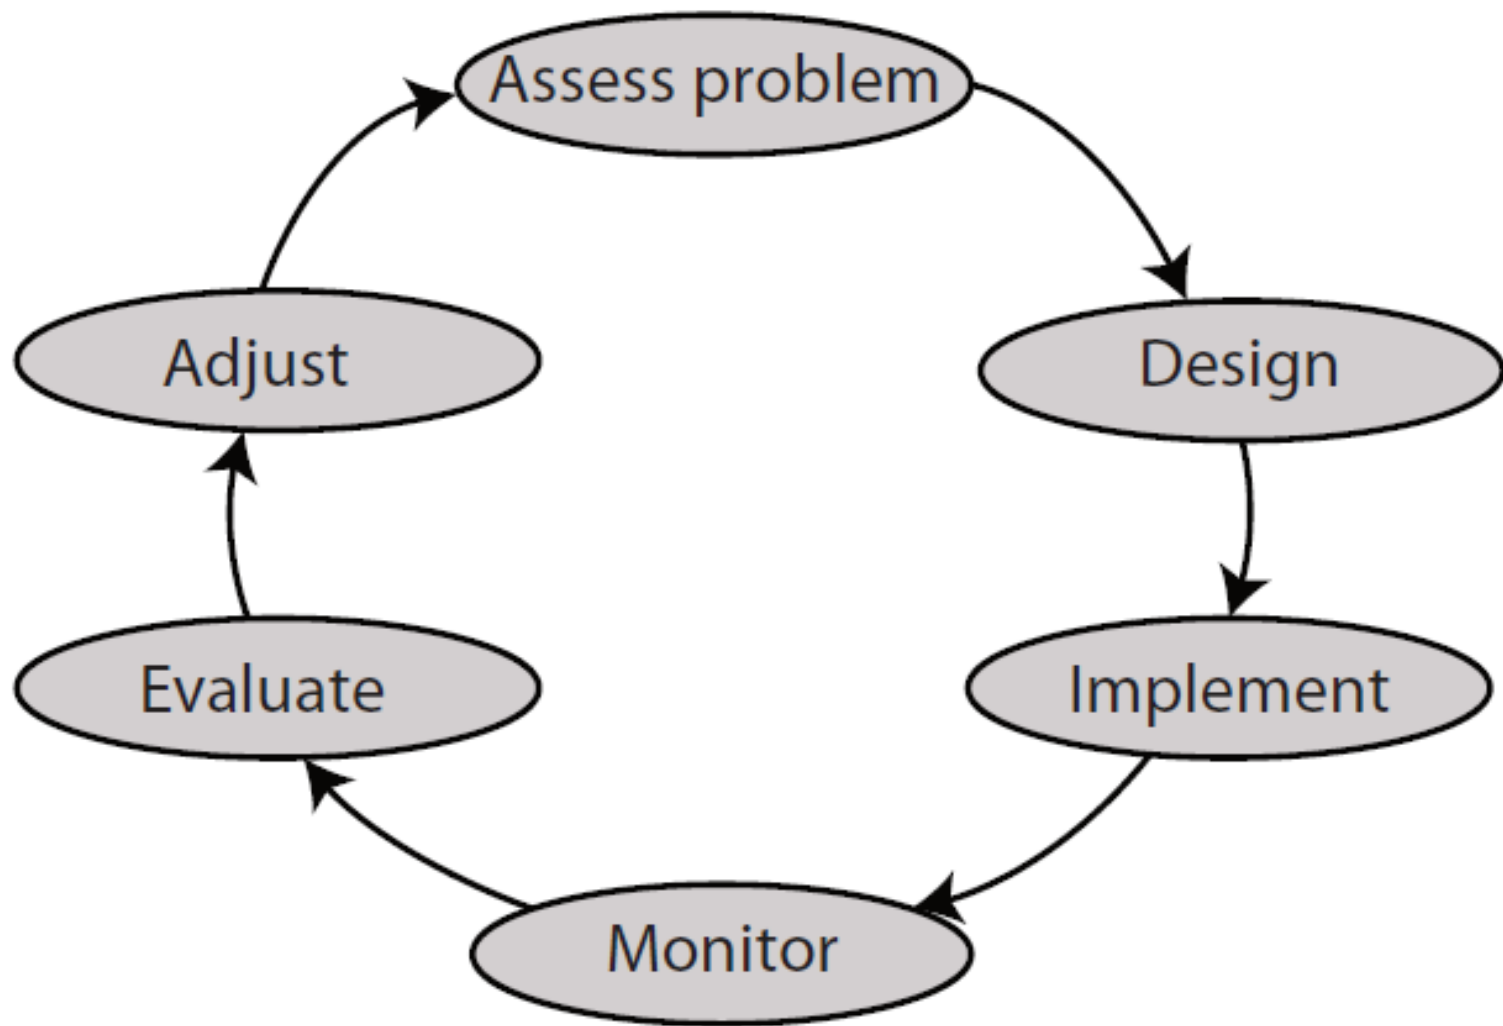 Assess problem
Design
Implement
Monitor
Evaluate
Adjust